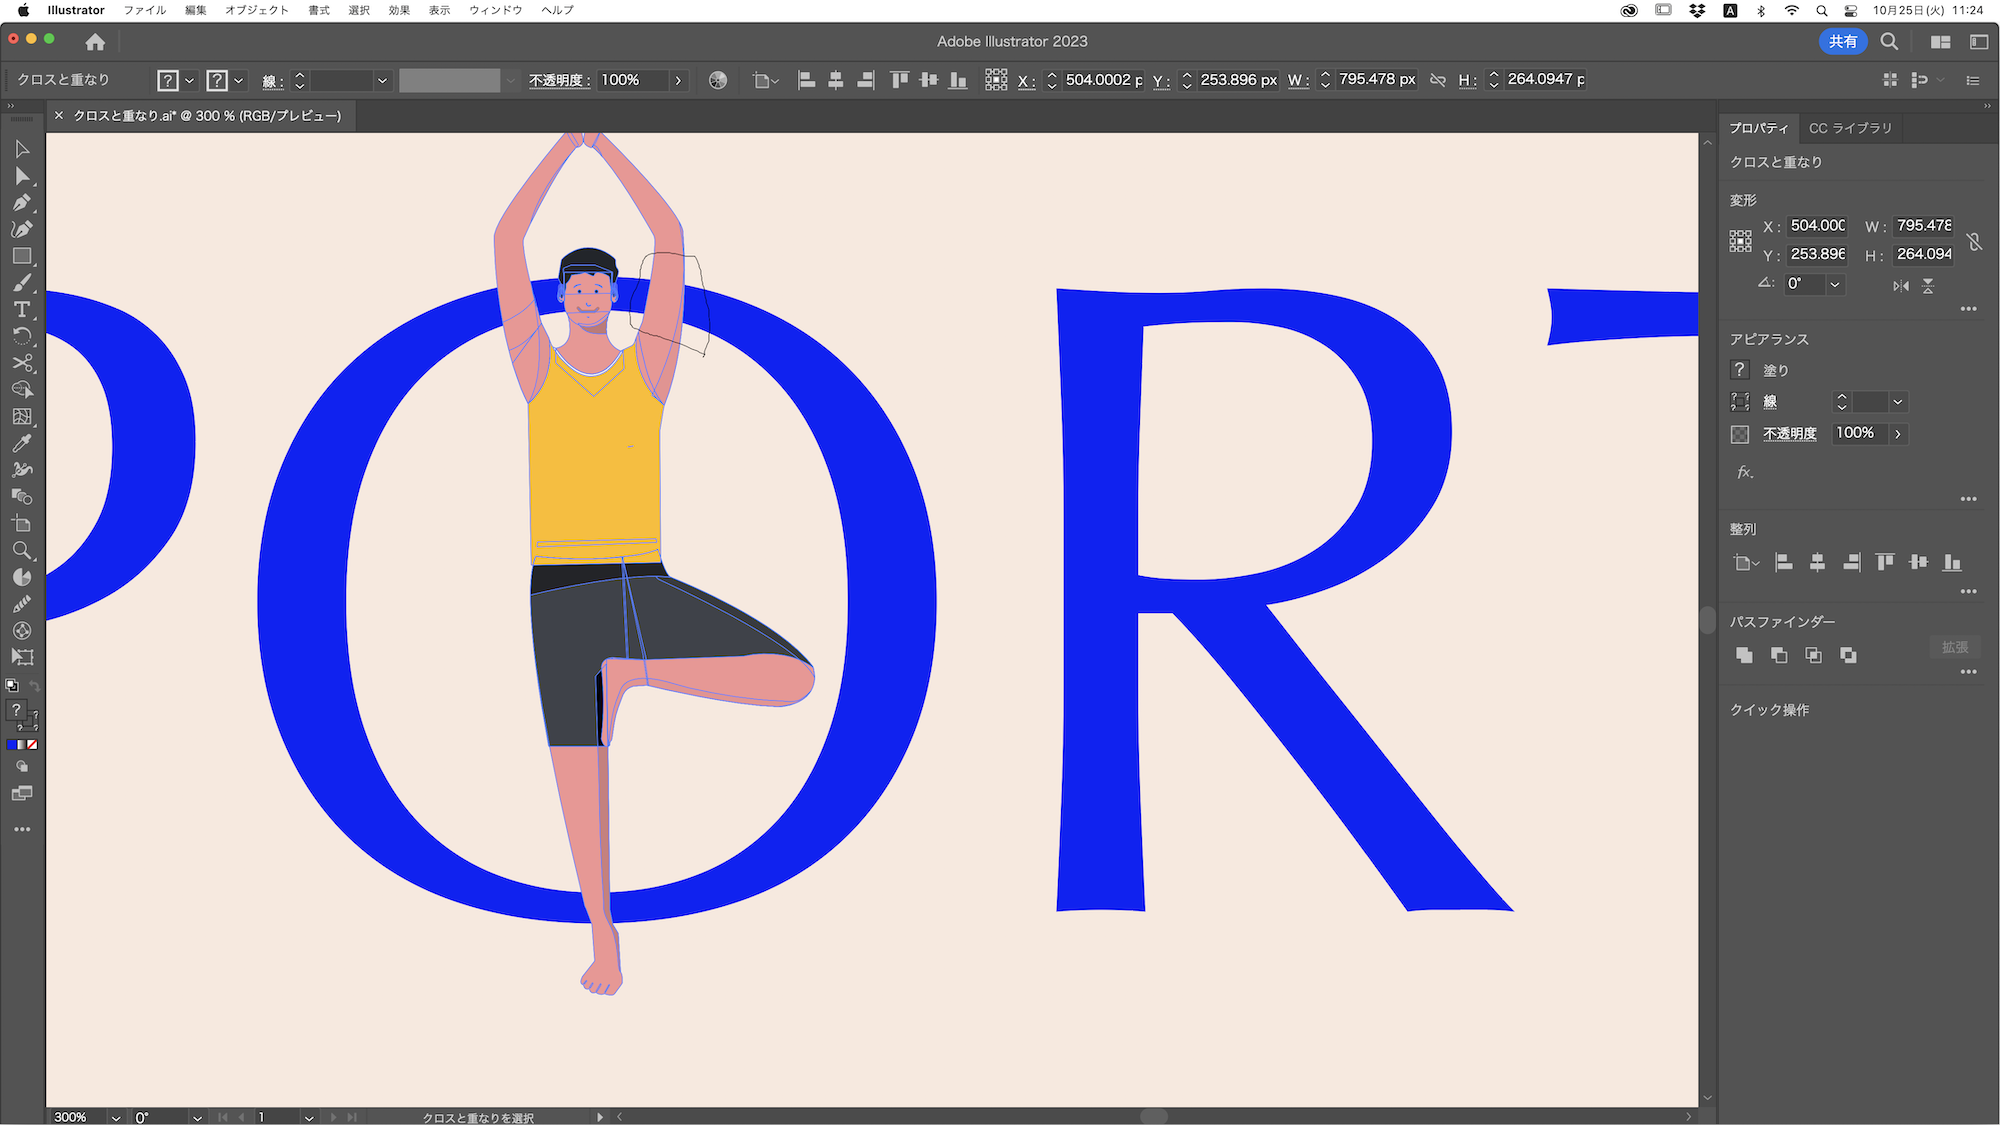 Illustrator ファイル 編集 オブジェクト 書式 選択 効果 表示 ウィンドウ ヘルプ A 10月25日(火) 11:24
Adobe Illustrator 2023 共有
クロスと重なり ? ? 線: 不透明度: 100% X: 504.0002 p Y: 253.896 px W: 795.478 px H: 264.0947 p
× クロスと重なり.ai* @ 300 % (RGB/プレビュー)
プロパティ CC ライブラリ
クロスと重なり
変形
X: 504.000 W: 795.478
Y: 253.896 H: 264.094
0°
アピアランス
? 塗り
線
不透明度 100%
fx.
整列
パスファインダー
拡張
クイック操作
T
?
P O R T
300% 0° 1 クロスと重なりを選択